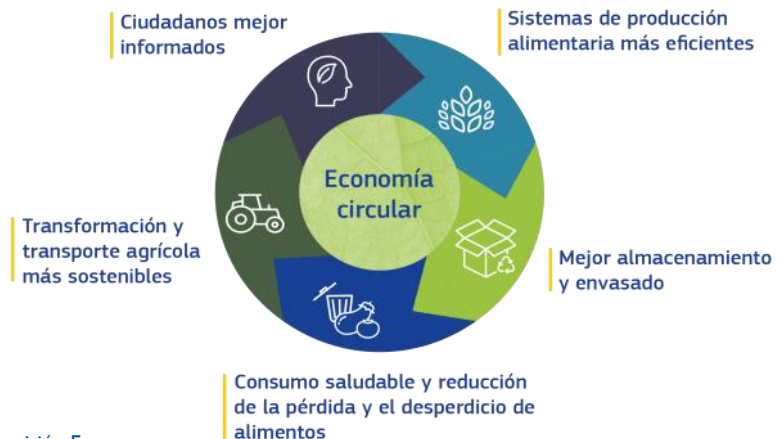 Ciudadanos mejor
informados
Sistemas de producción
alimentaria más eficientes
Economía
circular
Transformación y
transporte agrícola
más sostenibles
Mejor almacenamiento
y envasado
Consumo saludable y reducción
de la pérdida y el desperdicio de
alimentos